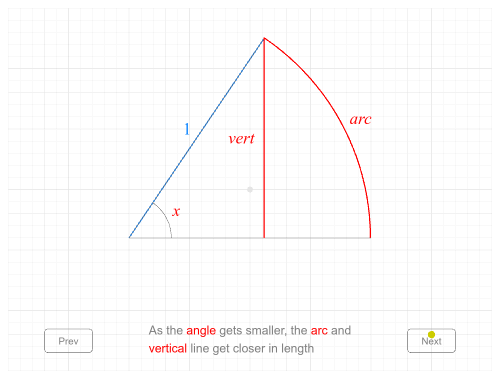 1
vert
arc
x
As the angle gets smaller, the arc and
vertical line get closer in length
Prev
Next